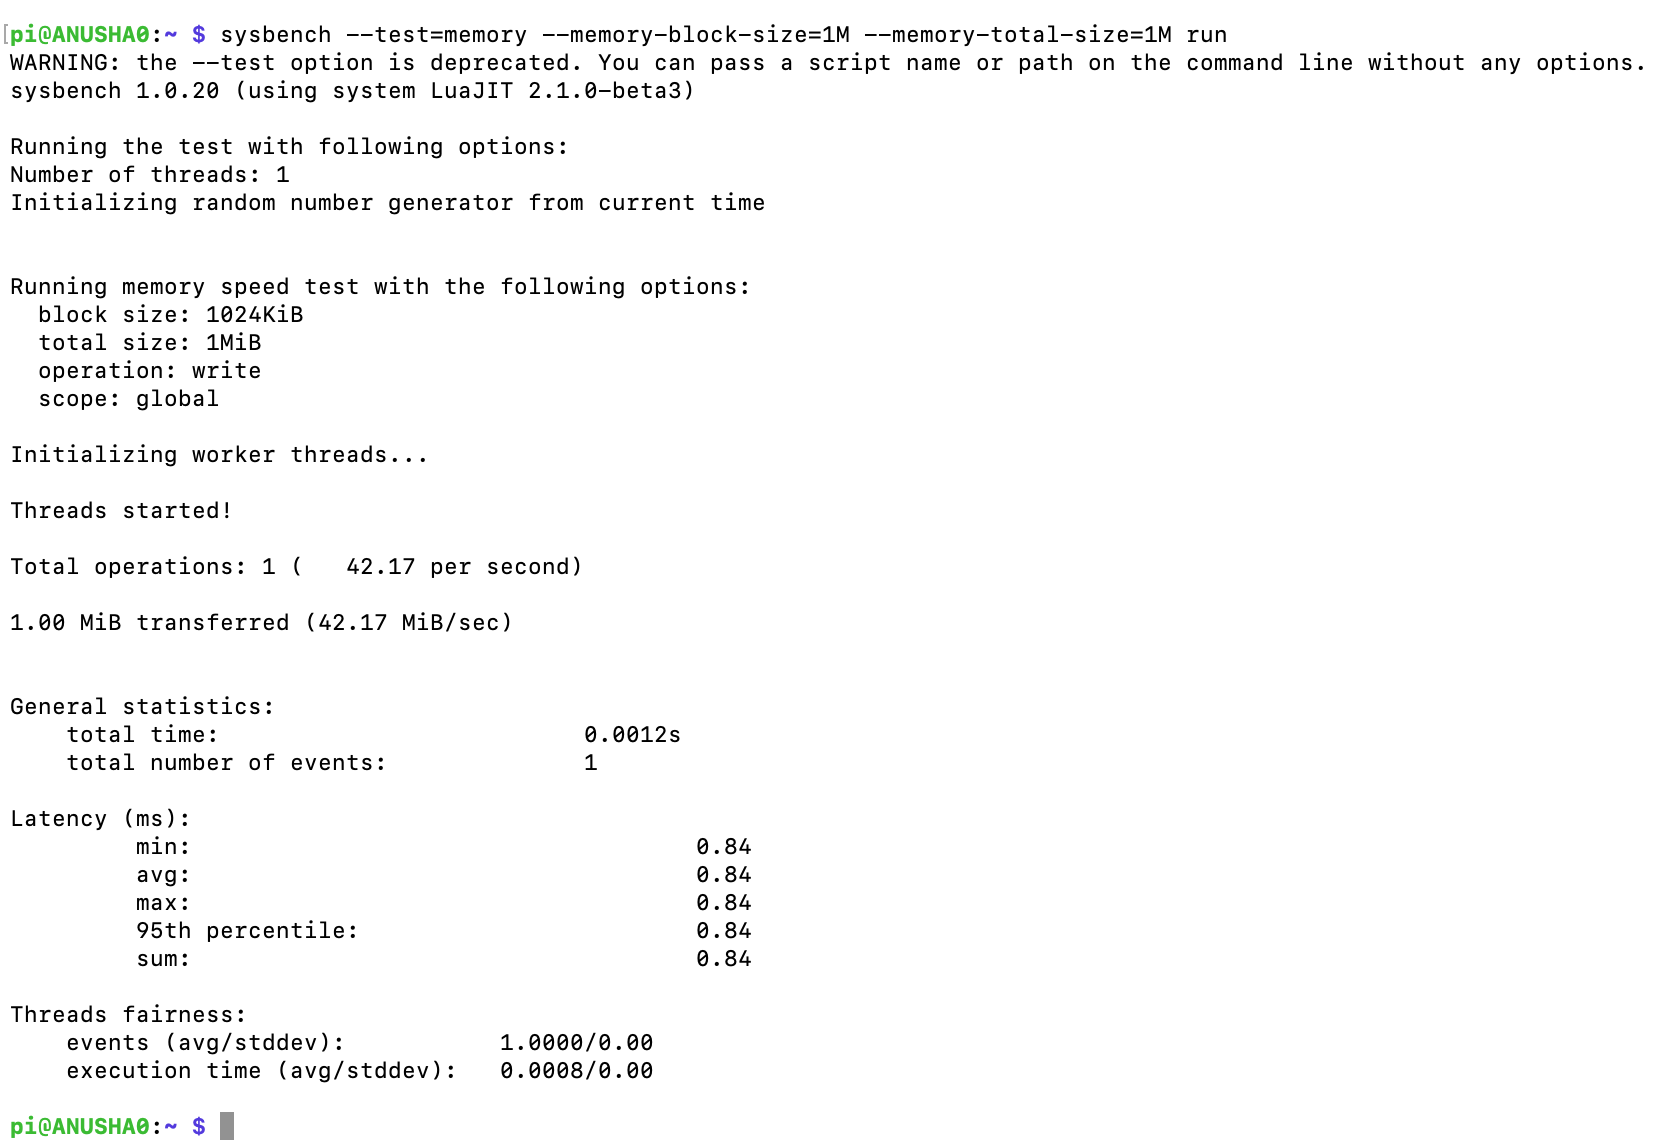 pi@ANUSHA0:~ $ sysbench --test=memory --memory-block-size=1M --memory-total-size=1M run
WARNING: the --test option is deprecated. You can pass a script name or path on the command line without any options.
sysbench 1.0.20 (using system LuaJIT 2.1.0-beta3)
Running the test with following options:
Number of threads: 1
Initializing random number generator from current time
Running memory speed test with the following options:
block size: 1024KiB
total size: 1MiB
operation: write
scope: global
Initializing worker threads...
Threads started!
Total operations: 1 (   42.17 per second)
1.00 MiB transferred (42.17 MiB/sec)
General statistics:
total time:                          0.0012s
total number of events:              1
Latency (ms):
min:                                    0.84
avg:                                    0.84
max:                                    0.84
95th percentile:                        0.84
sum:                                    0.84
Threads fairness:
events (avg/stddev):           1.0000/0.00
execution time (avg/stddev):   0.0008/0.00
pi@ANUSHA0:~ $